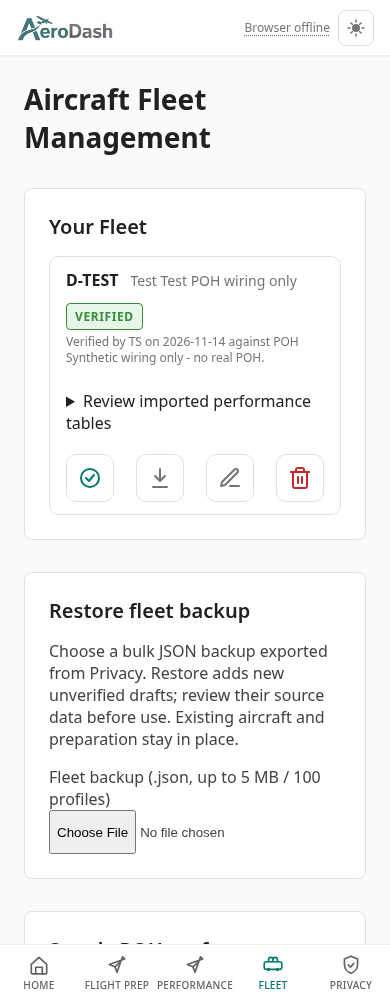 AeroDash
Browser offline
Aircraft Fleet
Management
Your Fleet
D-TEST Test Test POH wiring only
VERIFIED
Verified by TS on 2026-11-14 against POH
Synthetic wiring only - no real POH.
Review imported performance
tables
Restore fleet backup
Choose a bulk JSON backup exported
from Privacy. Restore adds new
unverified drafts; review their source
data before use. Existing aircraft and
preparation stay in place.
Fleet backup (.json, up to 5 MB / 100
profiles)
Choose File No file chosen
HOME FLIGHT PREP PERFORMANCE FLEET PRIVACY